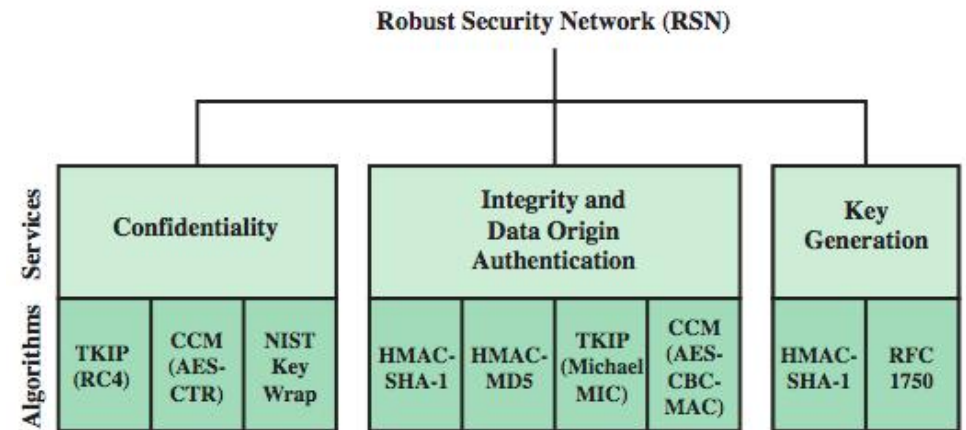 Robust Security Network (RSN)
Services
Confidentiality
Integrity and
Data Origin
Authentication
Key
Generation
Algorithms
TKIP
(RC4)
CCM
(AES-
CTR)
NIST
Key
Wrap
HMAC-
SHA-1
HMAC-
MD5
TKIP
(Michael
MIC)
CCM
(AES-
CBC-
MAC)
HMAC-
SHA-1
RFC
1750